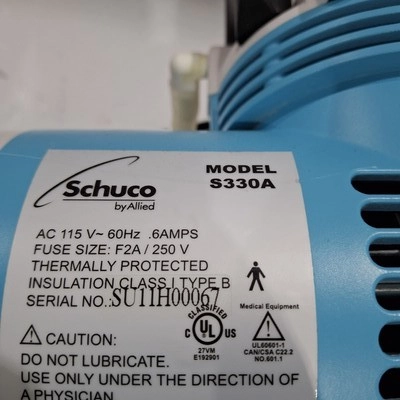 Schuco
by Allied
MODEL
S330A
AC 115 V~ 60Hz .6AMPS
FUSE SIZE: F2A / 250 V
THERMALLY PROTECTED
INSULATION CLASS I TYPE B
SERIAL NO.: SU11H00067
CLASSIFIED
C UL US
27VM
E192901
Medical Equipment
UL60601-1
CAN/CSA C22.2
NO.601.1
CAUTION:
DO NOT LUBRICATE.
USE ONLY UNDER THE DIRECTION OF
A PHYSICIAN.